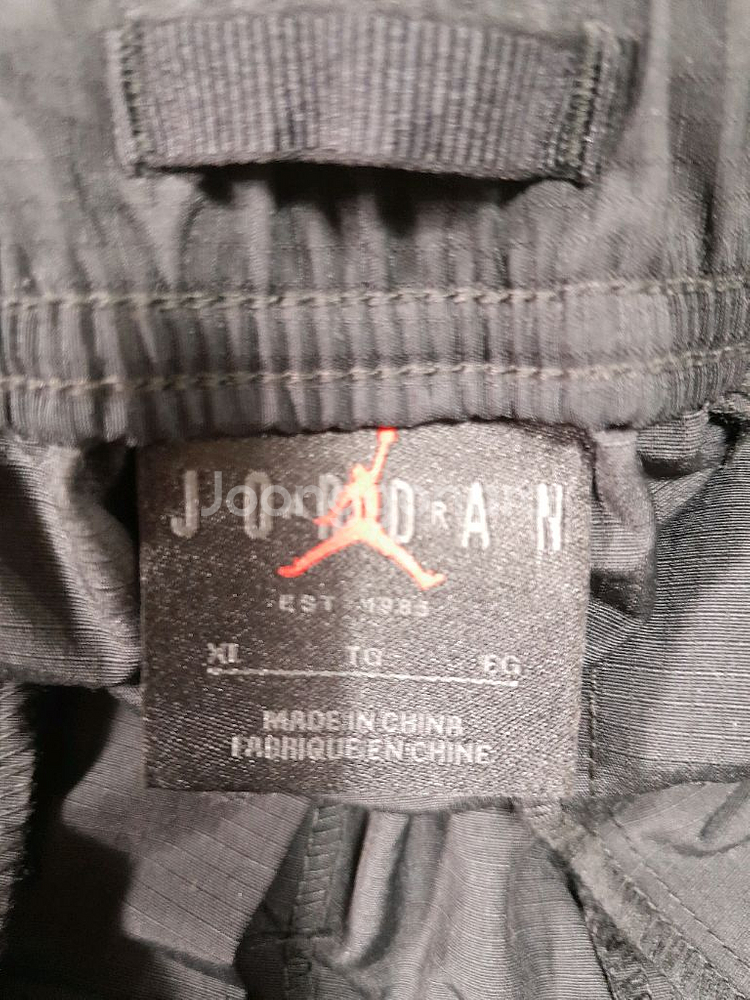 JORDAN
EST. 1985
XL TG EG
MADE IN CHINA
FABRIQUE EN CHINE